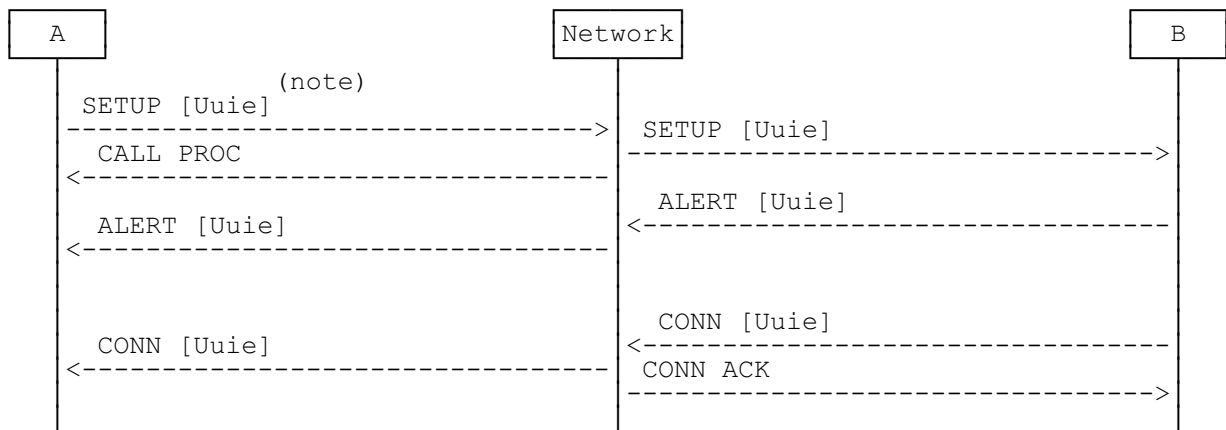 A
Network
B
(note)
SETUP [Uuie]
SETUP [Uuie]
CALL PROC
ALERT [Uuie]
ALERT [Uuie]
CONN [Uuie]
CONN [Uuie]
CONN ACK